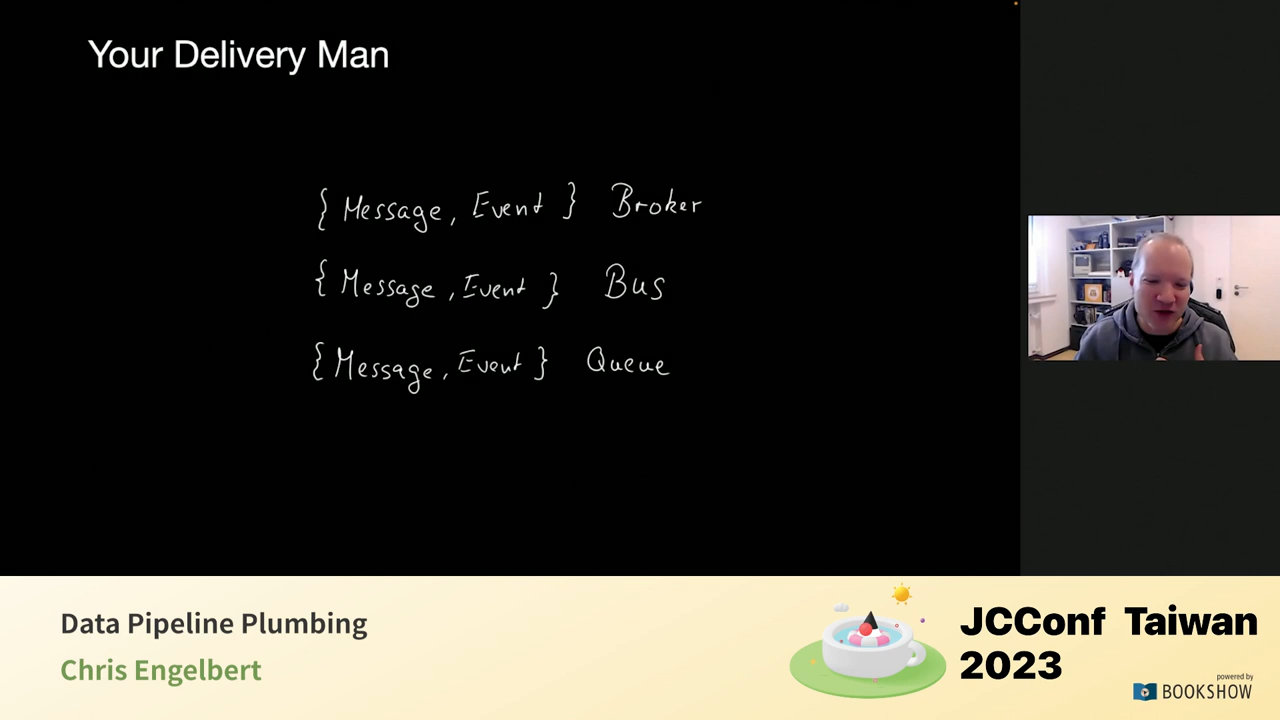 Your Delivery Man
{ Message, Event } Broker
{ Message, Event } Bus
{ Message, Event } Queue
Data Pipeline Plumbing
Chris Engelbert
JCConf Taiwan
2023
powered by
BOOKSHOW